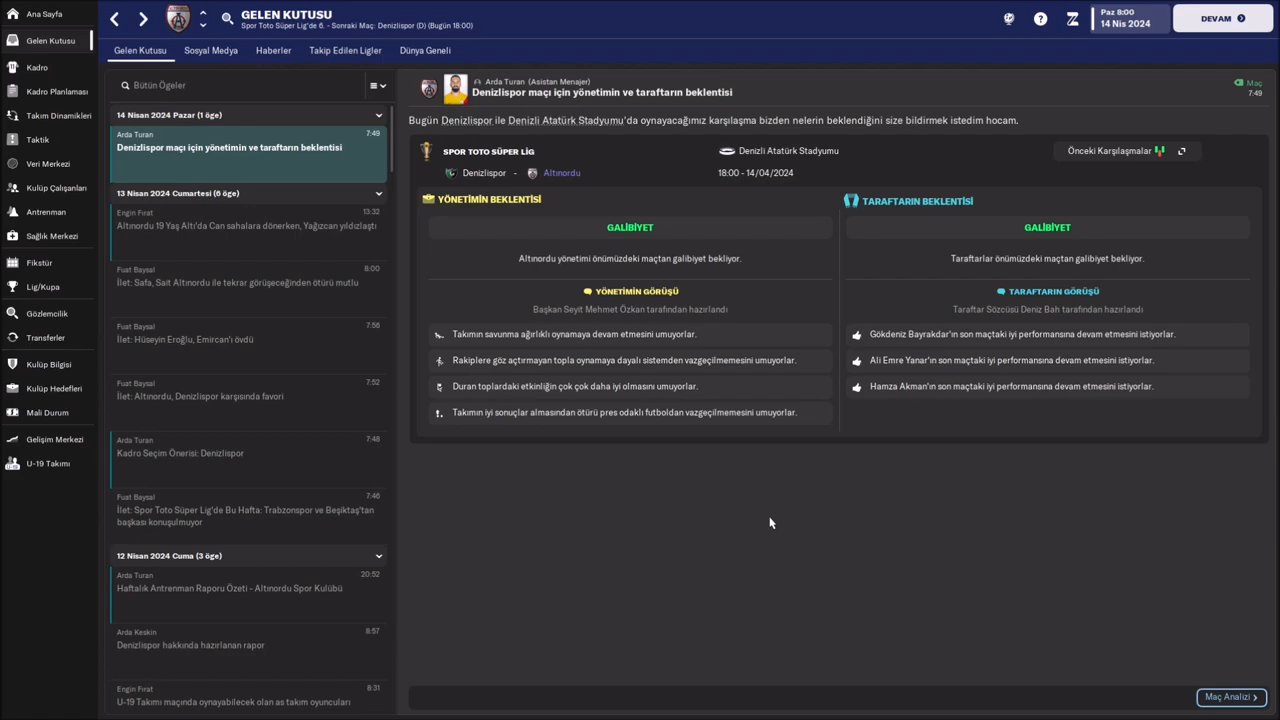 Ana Sayfa
Gelen Kutusu
Kadro
Kadro Planlaması
Takım Dinamikleri
Taktik
Veri Merkezi
Kulüp Çalışanları
Antrenman
Sağlık Merkezi
Fikstür
Lig/Kupa
Gözlemcilik
Transferler
Kulüp Bilgisi
Kulüp Hedefleri
Mali Durum
Gelişim Merkezi
U-19 Takımı
GELEN KUTUSU
Spor Toto Süper Lig'de 6. - Sonraki Maç: Denizlispor (D) (Bugün 18:00)
Paz 8:00
14 Nis 2024
DEVAM
Gelen Kutusu
Sosyal Medya
Haberler
Takip Edilen Ligler
Dünya Geneli
Bütün Ögeler
14 Nisan 2024 Pazar (1 öge)
Arda Turan
7:49
Denizlispor maçı için yönetimin ve taraftarın beklentisi
13 Nisan 2024 Cumartesi (6 öge)
Engin Fırat
13:32
Altınordu 19 Yaş Altı'da Can sahalara dönerken, Yağızcan yıldızlaştı
Fuat Baysal
8:00
İlet: Safa, Sait Altınordu ile tekrar görüşeceğinden ötürü mutlu
Fuat Baysal
7:56
İlet: Hüseyin Eroğlu, Emircan'ı övdü
Fuat Baysal
7:52
İlet: Altınordu, Denizlispor karşısında favori
Arda Turan
7:48
Kadro Seçim Önerisi: Denizlispor
Fuat Baysal
7:46
İlet: Spor Toto Süper Lig'de Bu Hafta: Trabzonspor ve Beşiktaş'tan
başkası konuşulmuyor
12 Nisan 2024 Cuma (3 öge)
Arda Turan
20:52
Haftalık Antrenman Raporu Özeti - Altınordu Spor Kulübü
Arda Keskin
8:57
Denizlispor hakkında hazırlanan rapor
Engin Fırat
8:31
U-19 Takımı maçında oynayabilecek olan as takım oyuncuları
Arda Turan (Asistan Menajer)
Denizlispor maçı için yönetimin ve taraftarın beklentisi
Maç
7:49
Bugün Denizlispor ile Denizli Atatürk Stadyumu'da oynayacağımız karşılaşma bizden nelerin beklendiğini size bildirmek istedim hocam.
SPOR TOTO SÜPER LİG
Denizli Atatürk Stadyumu
Önceki Karşılaşmalar
Denizlispor - Altınordu
18:00 - 14/04/2024
YÖNETİMİN BEKLENTİSİ
GALİBİYET
Altınordu yönetimi önümüzdeki maçtan galibiyet bekliyor.
YÖNETİMİN GÖRÜŞÜ
Başkan Seyit Mehmet Özkan tarafından hazırlandı
Takımın savunma ağırlıklı oynamaya devam etmesini umuyorlar.
Rakiplere göz açtırmayan topla oynamaya dayalı sistemden vazgeçilmemesini umuyorlar.
Duran toplardaki etkinliğin çok çok daha iyi olmasını umuyorlar.
Takımın iyi sonuçlar almasından ötürü pres odaklı futboldan vazgeçilmemesini umuyorlar.
TARAFTARIN BEKLENTİSİ
GALİBİYET
Taraftarlar önümüzdeki maçtan galibiyet bekliyor.
TARAFTARIN GÖRÜŞÜ
Taraftar Sözcüsü Deniz Bah tarafından hazırlandı
Gökdeniz Bayrakdar'ın son maçtaki iyi performansına devam etmesini istiyorlar.
Ali Emre Yanar'ın son maçtaki iyi performansına devam etmesini istiyorlar.
Hamza Akman'ın son maçtaki iyi performansına devam etmesini istiyorlar.
Maç Analizi